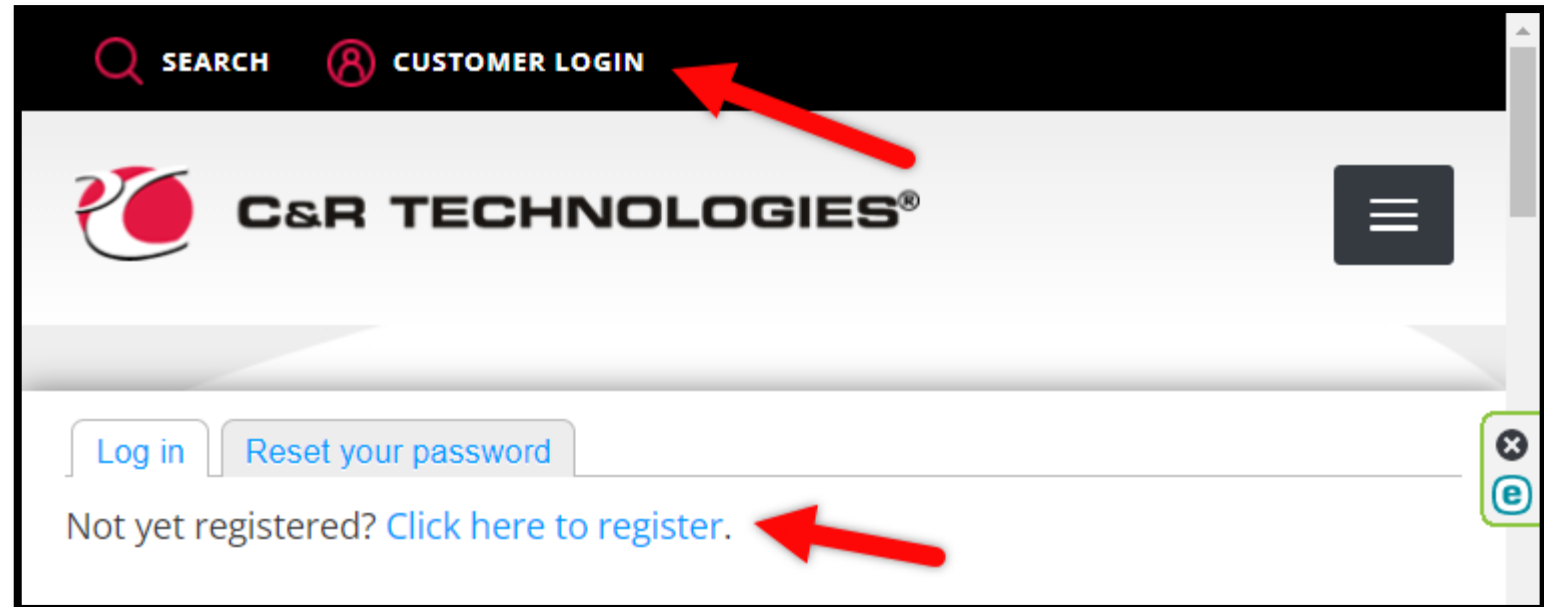 SEARCH CUSTOMER LOGIN
C&R TECHNOLOGIES®
Log in Reset your password
Not yet registered? Click here to register.
e